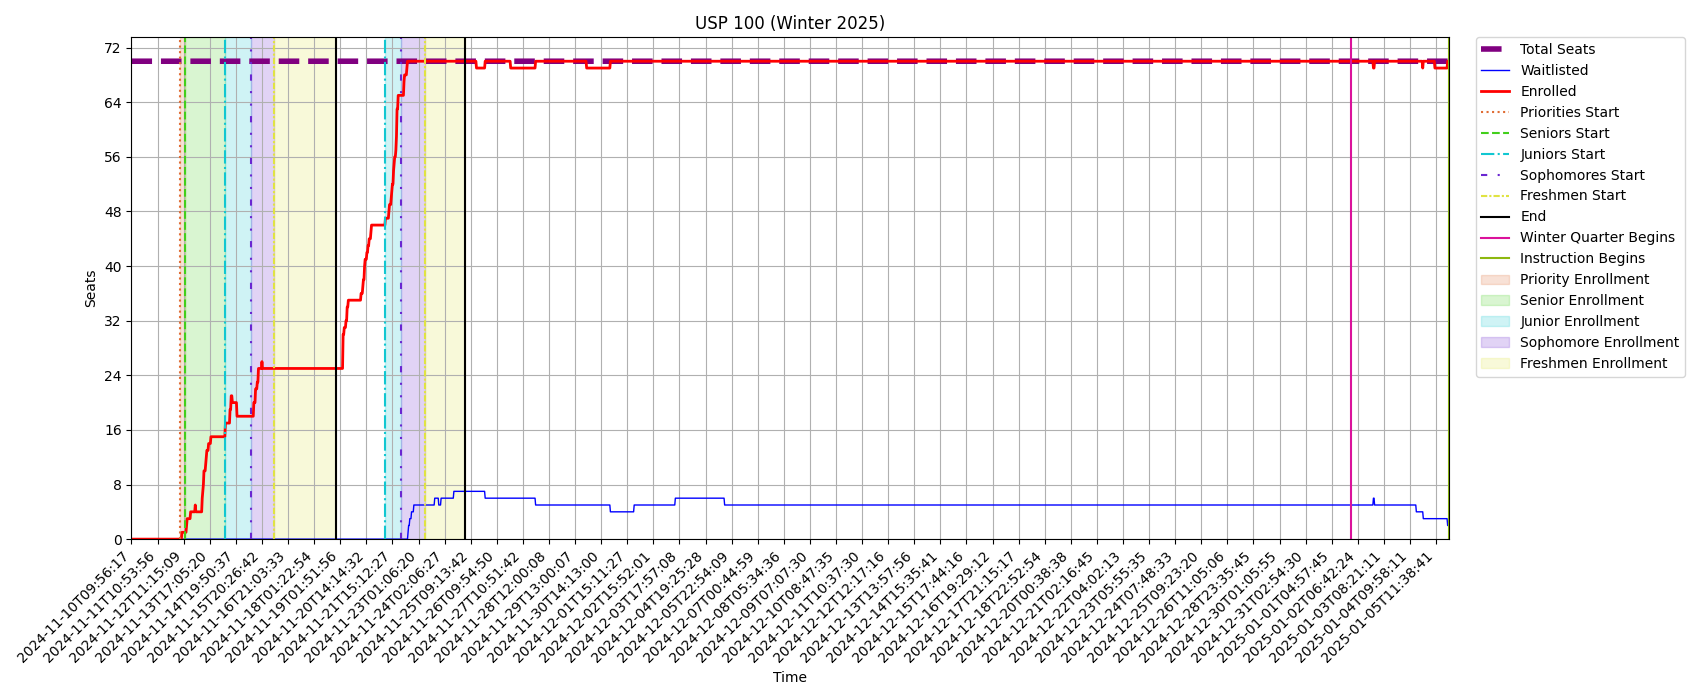 USP 100 (Winter 2025)
Seats
72
64
56
48
40
32
24
16
8
0
2024-11-10T09:56:17
2024-11-11T10:53:56
2024-11-12T11:15:09
2024-11-13T17:05:20
2024-11-14T19:50:37
2024-11-15T20:26:42
2024-11-16T21:03:33
2024-11-18T01:22:54
2024-11-19T01:51:56
2024-11-20T14:14:32
2024-11-21T15:12:27
2024-11-24T01:06:20
2024-11-24T02:06:27
2024-11-25T09:13:42
2024-11-26T09:54:50
2024-11-27T10:51:42
2024-11-28T12:00:08
2024-11-29T13:00:07
2024-11-30T14:13:00
2024-12-01T15:11:27
2024-12-02T15:52:01
2024-12-03T17:57:08
2024-12-04T19:25:28
2024-12-05T22:54:09
2024-12-07T00:44:59
2024-12-08T05:34:36
2024-12-09T07:07:30
2024-12-10T08:47:35
2024-12-11T10:37:30
2024-12-12T12:17:16
2024-12-13T13:57:56
2024-12-14T15:35:41
2024-12-15T17:44:16
2024-12-16T19:29:12
2024-12-17T21:15:17
2024-12-18T22:52:54
2024-12-20T00:38:38
2024-12-21T02:16:45
2024-12-22T04:02:13
2024-12-23T05:55:35
2024-12-24T07:48:33
2024-12-25T09:23:20
2024-12-26T11:05:06
2024-12-28T23:35:45
2024-12-30T01:05:55
2024-12-31T02:54:30
2025-01-01T04:57:45
2025-01-02T06:42:24
2025-01-03T08:21:11
2025-01-04T09:58:11
2025-01-05T11:38:41
Time
Total Seats
Waitlisted
Enrolled
Priorities Start
Seniors Start
Juniors Start
Sophomores Start
Freshmen Start
End
Winter Quarter Begins
Instruction Begins
Priority Enrollment
Senior Enrollment
Junior Enrollment
Sophomore Enrollment
Freshmen Enrollment